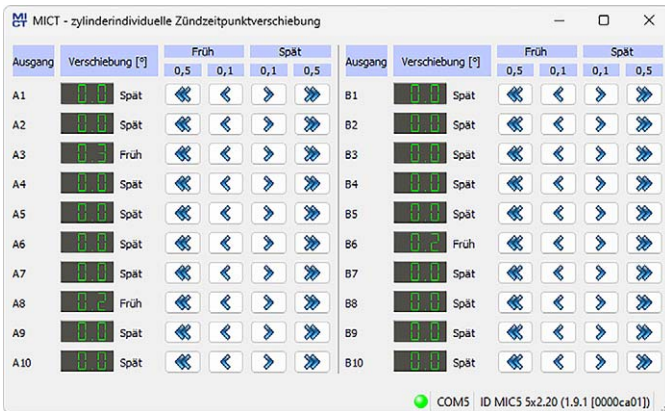 MICT - zylinderindividuelle Zündzeitpunktverschiebung
Ausgang Verschiebung [°] Früh Spät Ausgang Verschiebung [°] Früh Spät
0,5 0,1 0,1 0,5 0,5 0,1 0,1 0,5
A1 0.0 Spät B1 0.0 Spät
A2 0.0 Spät B2 0.0 Spät
A3 0.3 Früh B3 0.0 Spät
A4 0.0 Spät B4 0.0 Spät
A5 0.0 Spät B5 0.0 Spät
A6 0.0 Spät B6 0.2 Früh
A7 0.0 Spät B7 0.0 Spät
A8 0.2 Früh B8 0.0 Spät
A9 0.0 Spät B9 0.0 Spät
A10 0.0 Spät B10 0.0 Spät
COM5 ID MIC5 5x2.20 (1.9.1 [0000ca01])